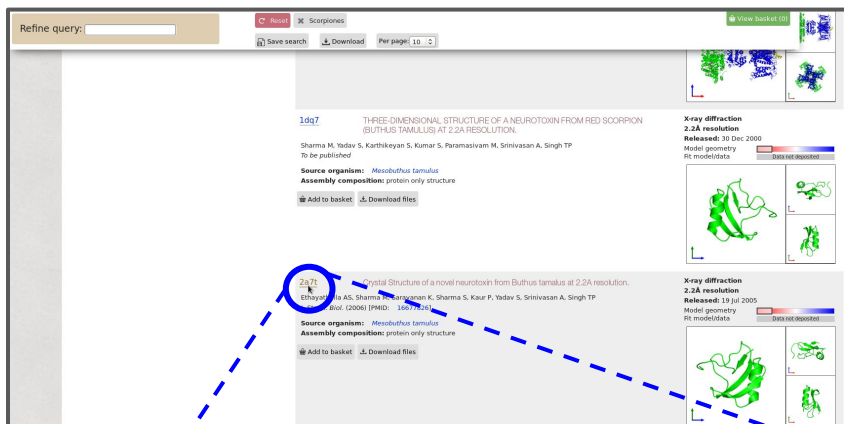 Refine query:
Reset
Scorpiones
View basket (0)
Save search
Download
Per page: 10
1dq7
THREE-DIMENSIONAL STRUCTURE OF A NEUROTOXIN FROM RED SCORPION
(BUTHUS TAMULUS) AT 2.2A RESOLUTION.
Sharma M, Yadav S, Karthikeyan S, Kumar S, Paramasivam M, Srinivasan A, Singh TP
To be published
Source organism: Mesobuthus tamulus
Assembly composition: protein only structure
Add to basket
Download files
X-ray diffraction
2.2Å resolution
Released: 30 Dec 2000
Model geometry
Fit model/data
Data not deposited
2a7t
Crystal Structure of a novel neurotoxin from Buthus tamalus at 2.2A resolution.
AS, Sharma M, Saravanan K, Sharma S, Kaur P, Yadav S, Srinivasan A, Singh TP
Biol. (2006) [PMID:
Source organism: Mesobuthus tamulus
Assembly composition: protein only structure
Add to basket
Download files
X-ray diffraction
2.2Å resolution
Released: 19 Jul 2005
Model geometry
Fit model/data
Data not deposited